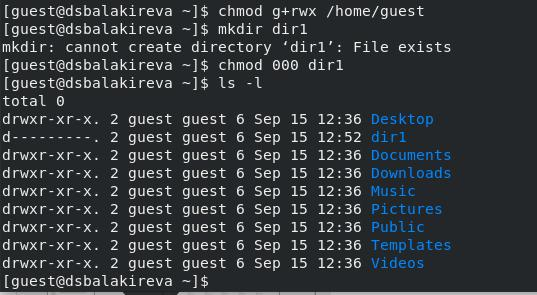 [guest@dsbalakireva ~]$ chmod g+rwx /home/guest
[guest@dsbalakireva ~]$ mkdir dir1
mkdir: cannot create directory ‘dir1’: File exists
[guest@dsbalakireva ~]$ chmod 000 dir1
[guest@dsbalakireva ~]$ ls -l
total 0
drwxr-xr-x. 2 guest guest 6 Sep 15 12:36 Desktop
d---------. 2 guest guest 6 Sep 15 12:52 dir1
drwxr-xr-x. 2 guest guest 6 Sep 15 12:36 Documents
drwxr-xr-x. 2 guest guest 6 Sep 15 12:36 Downloads
drwxr-xr-x. 2 guest guest 6 Sep 15 12:36 Music
drwxr-xr-x. 2 guest guest 6 Sep 15 12:36 Pictures
drwxr-xr-x. 2 guest guest 6 Sep 15 12:36 Public
drwxr-xr-x. 2 guest guest 6 Sep 15 12:36 Templates
drwxr-xr-x. 2 guest guest 6 Sep 15 12:36 Videos
[guest@dsbalakireva ~]$